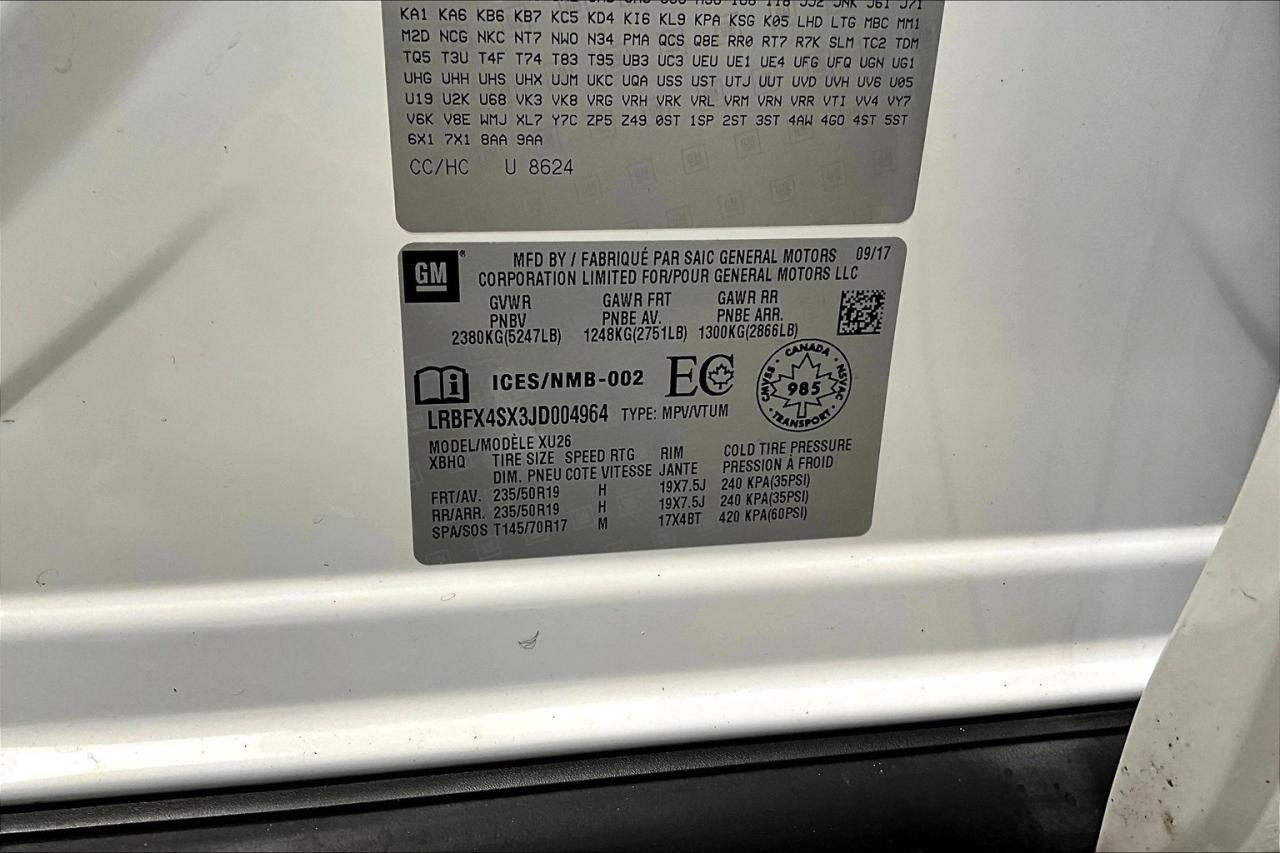 KA1 KA6 KB6 KB7 KC5 KD4 KI6 KL9 KPA KSG K05 LHD LTG MBC MM1
M2D NCG NKC NT7 NWO N34 PMA QCS Q8E RR0 RT7 R7K SLM TC2 TDM
TQ5 T3U T4F T74 T83 T95 UB3 UC3 UEU UE1 UE4 UFG UFQ UGN UG1
UHG UHH UHS UHX UJM UKC UQA USS UST UTJ UUT UVD UVH UV6 U05
U19 U2K U68 VK3 VK8 VRG VRH VRK VRL VRM VRN VRR VTI VV4 VY7
V6K V8E WMJ XL7 Y7C ZP5 Z49 0ST 1SP 2ST 3ST 4AW 4GO 4ST 5ST
6X1 7X1 8AA 9AA
CC/HC U 8624
GM® MFD BY / FABRIQUÉ PAR SAIC GENERAL MOTORS 09/17
CORPORATION LIMITED FOR/POUR GENERAL MOTORS LLC
GVWR GAWR FRT GAWR RR
PNBV PNBE AV. PNBE ARR.
2380KG(5247LB) 1248KG(2751LB) 1300KG(2866LB)
ICES/NMB-002 EC
CANADA
CMVSS 985 NSVAC
TRANSPORT
LRBFX4SX3JD004964 TYPE: MPV/VTUM
MODEL/MODÈLE XU26
XBHQ TIRE SIZE SPEED RTG RIM COLD TIRE PRESSURE
DIM. PNEU COTE VITESSE JANTE PRESSION À FROID
FRT/AV. 235/50R19 H 19X7.5J 240 KPA(35PSI)
RR/ARR. 235/50R19 H 19X7.5J 240 KPA(35PSI)
SPA/SOS T145/70R17 M 17X4BT 420 KPA(60PSI)